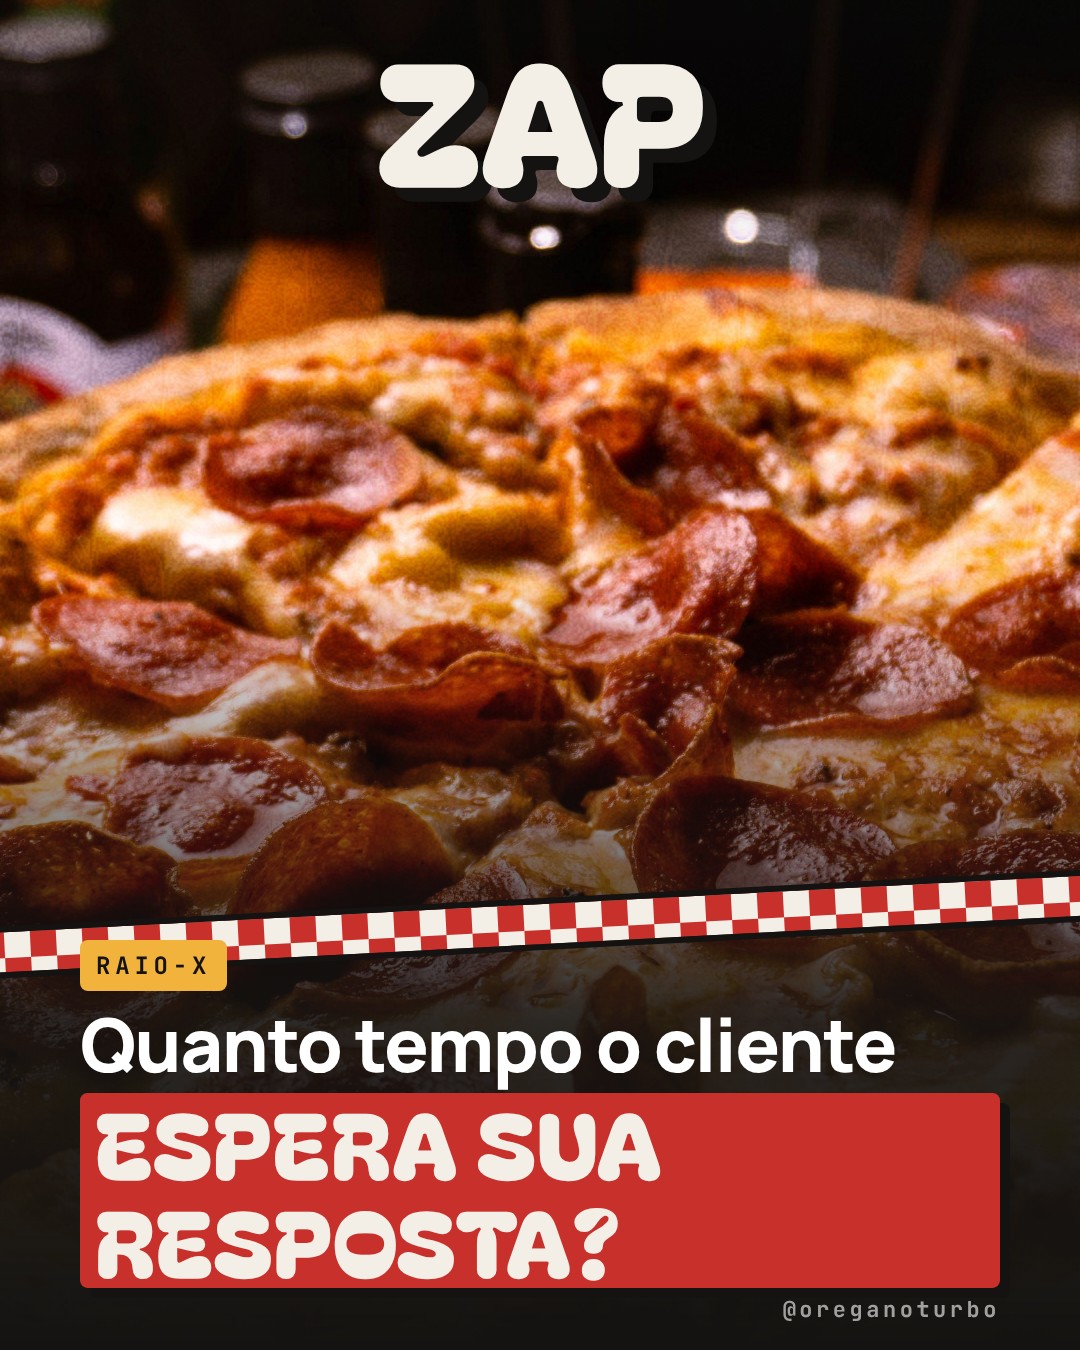 ZAP
RAIO-X
Quanto tempo o cliente
ESPERA SUA
RESPOSTA?
@oreganoturbo